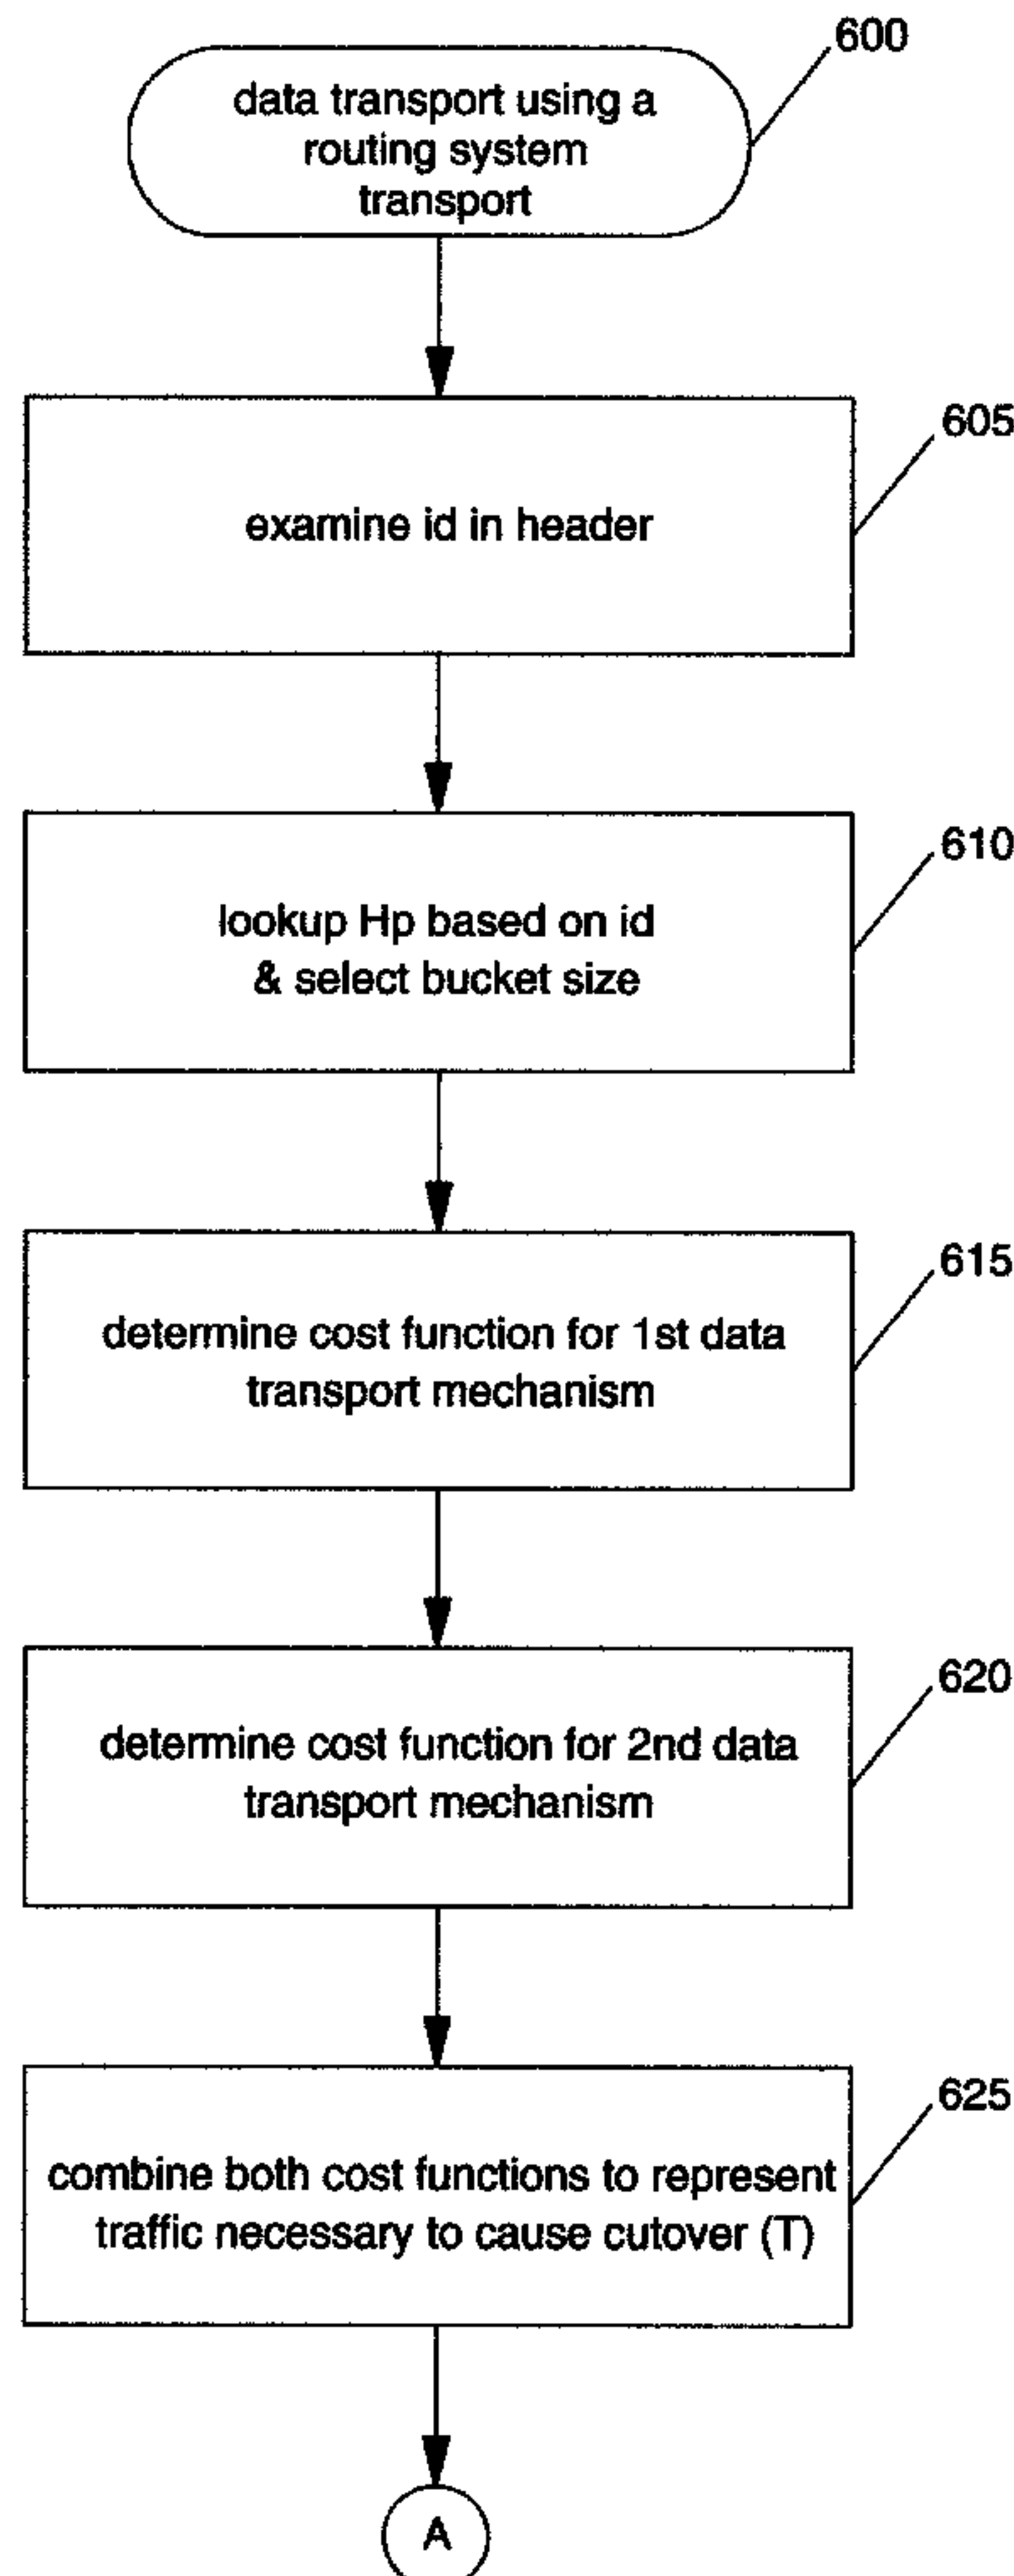 600
data transport using a
routing system
transport
605
examine id in header
610
lookup Hp based on id
& select bucket size
615
determine cost function for 1st data
transport mechanism
620
determine cost function for 2nd data
transport mechanism
625
combine both cost functions to represent
traffic necessary to cause cutover (T)
A